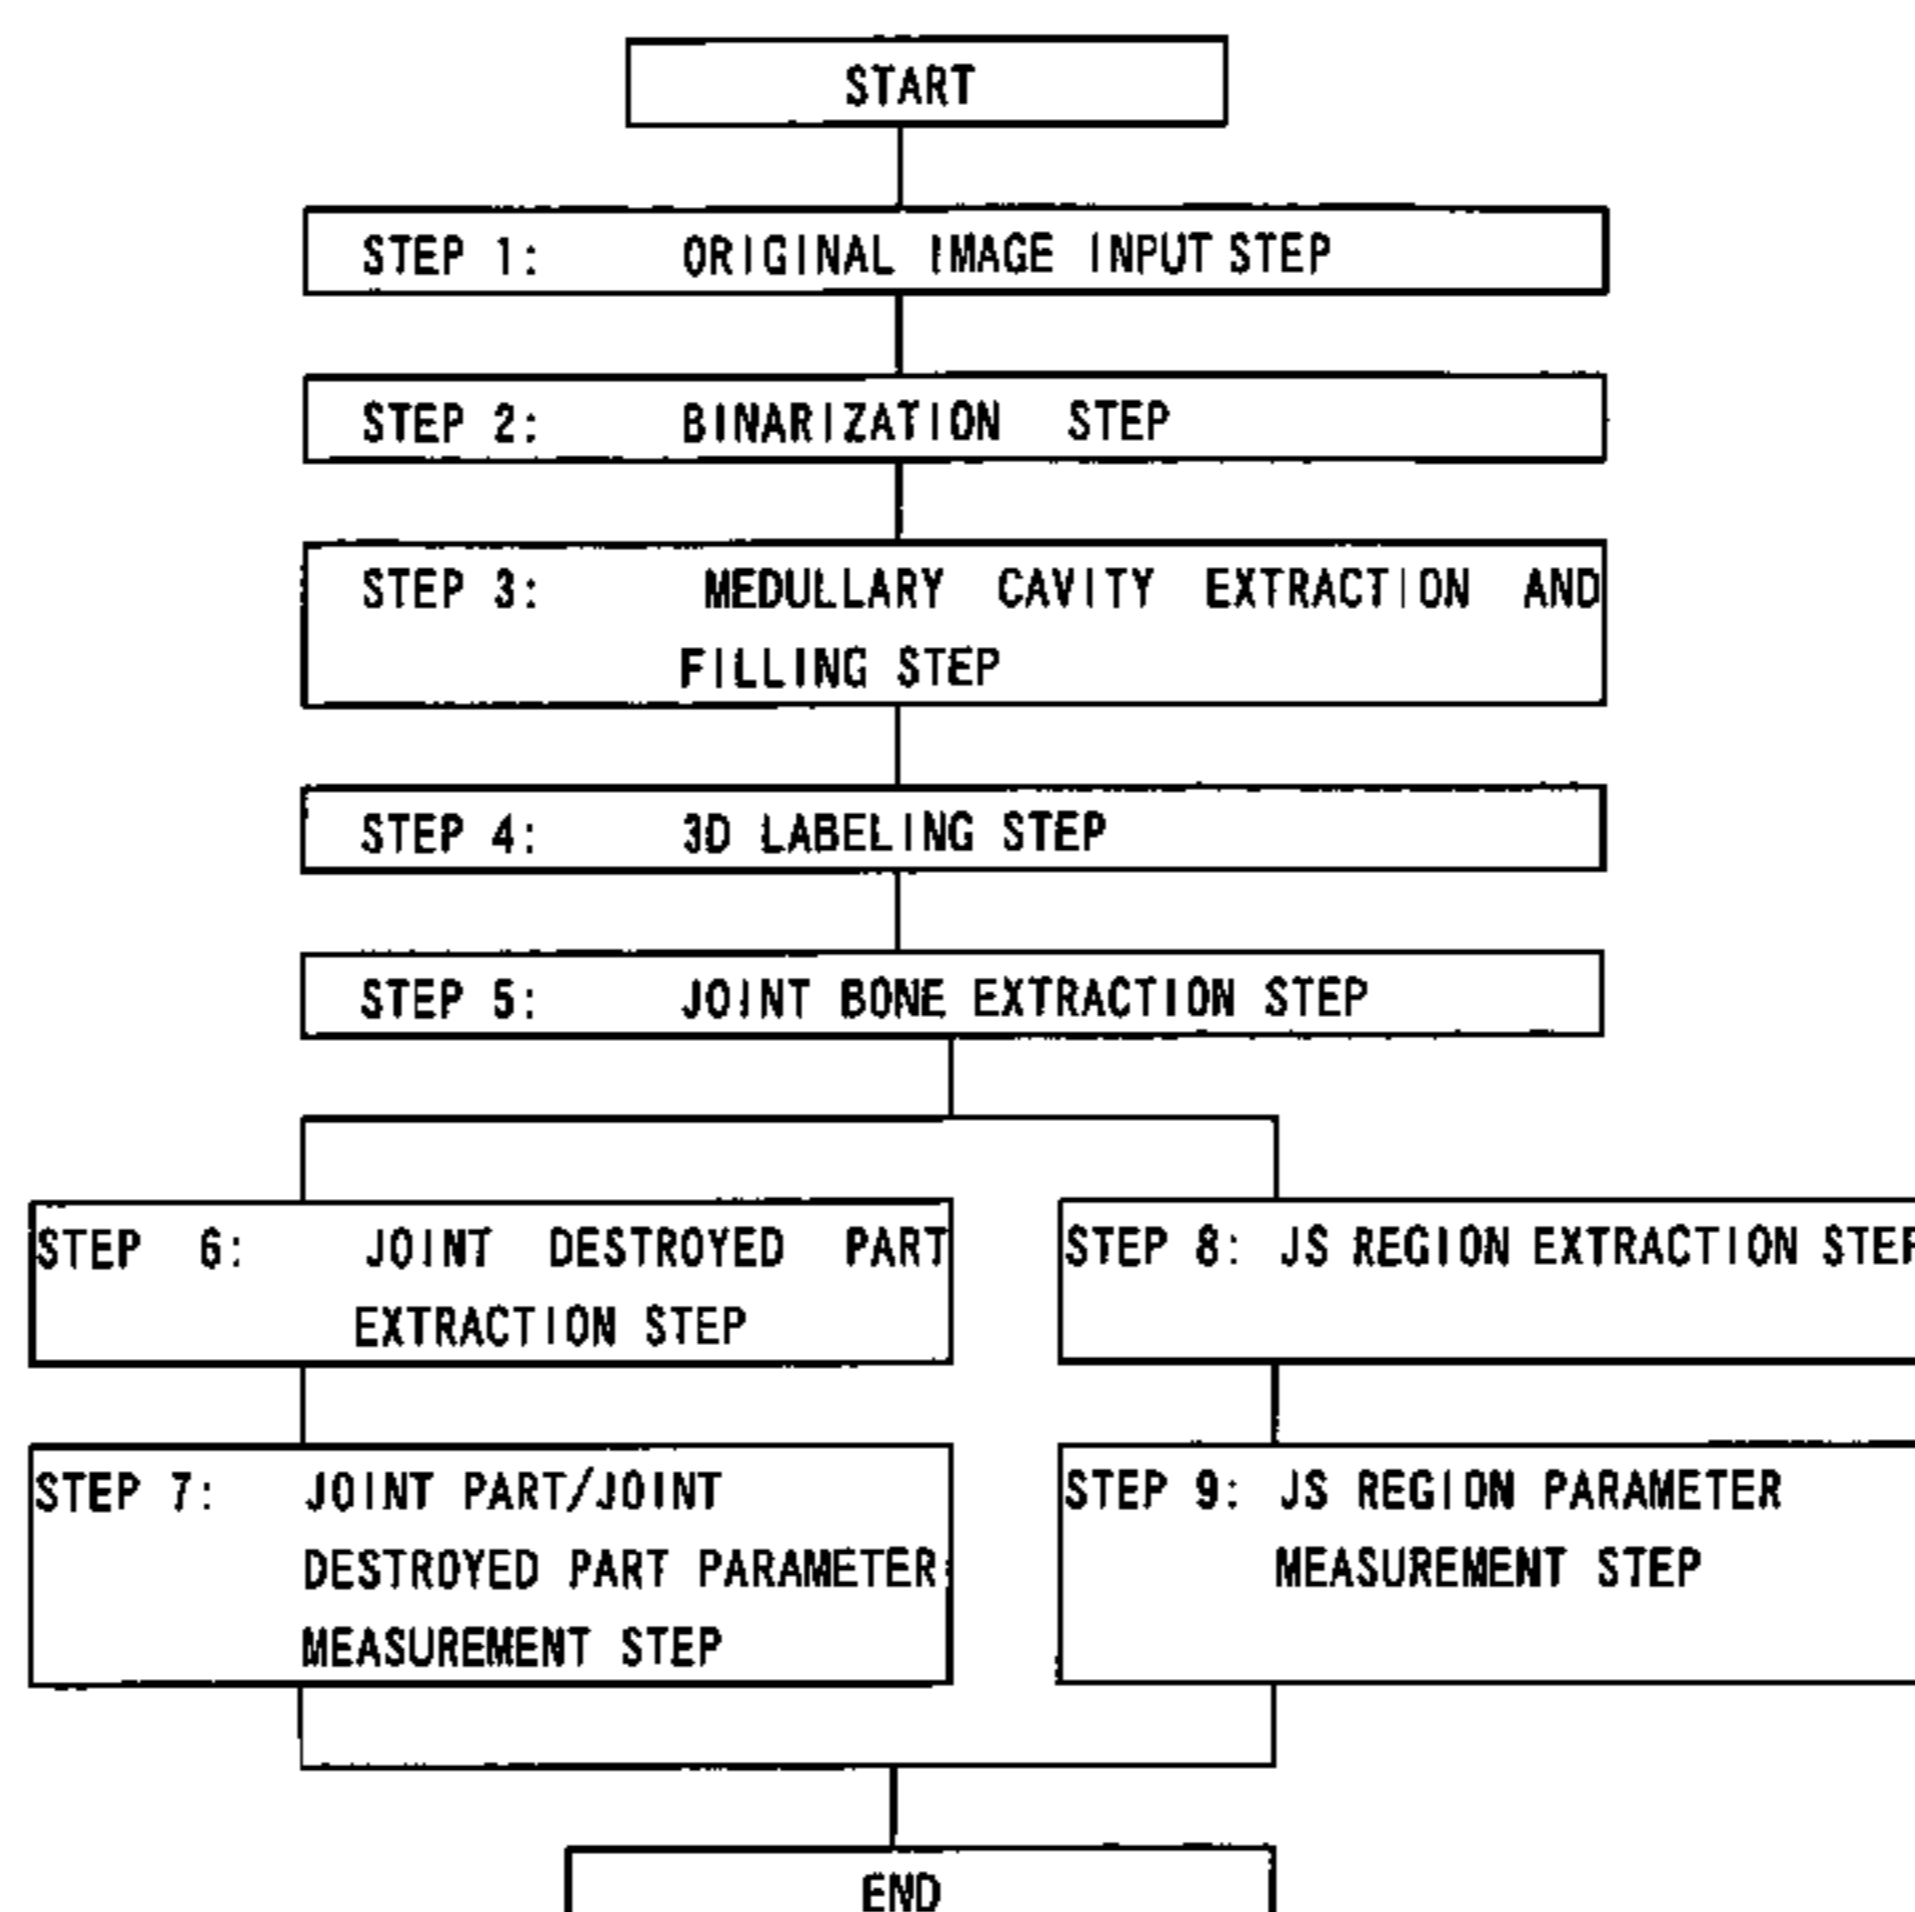 START
STEP 1: ORIGINAL IMAGE INPUT STEP
STEP 2: BINARIZATION STEP
STEP 3: MEDULLARY CAVITY EXTRACTION AND
FILLING STEP
STEP 4: 3D LABELING STEP
STEP 5: JOINT BONE EXTRACTION STEP
STEP 6: JOINT DESTROYED PART
EXTRACTION STEP
STEP 7: JOINT PART/JOINT
DESTROYED PART PARAMETER
MEASUREMENT STEP
STEP 8: JS REGION EXTRACTION STEP
STEP 9: JS REGION PARAMETER
MEASUREMENT STEP
END